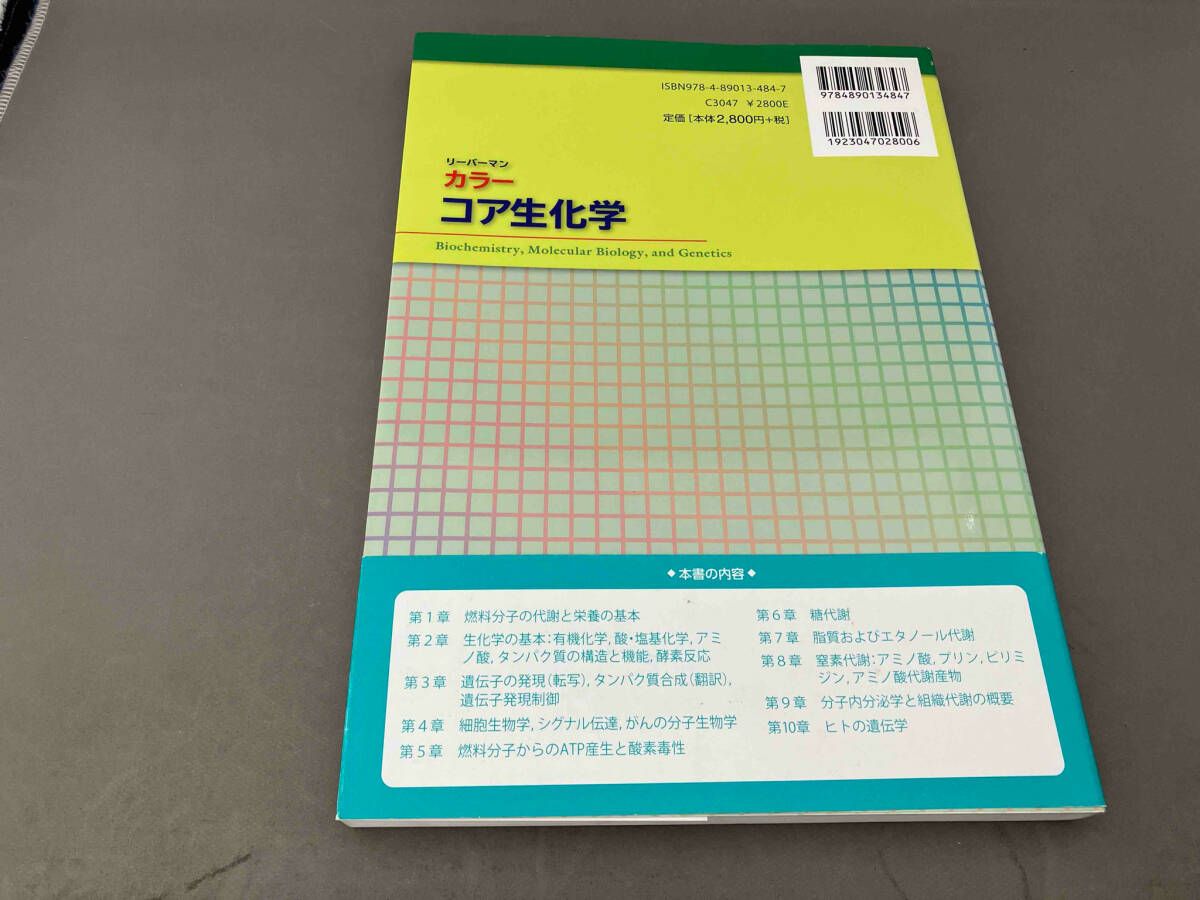 ISBN978-4-89013-484-7
C3047 ¥2800E
定価[本体2,800円+税]
9784890134847
1923047028006
リーバーマン
カラー
コア生化学
Biochemistry, Molecular Biology, and Genetics
◆本書の内容◆
第1章 燃料分子の代謝と栄養の基本
第2章 生化学の基本:有機化学,酸・塩基化学,アミ
ノ酸,タンパク質の構造と機能,酵素反応
第3章 遺伝子の発現(転写),タンパク質合成(翻訳),
遺伝子発現制御
第4章 細胞生物学,シグナル伝達,がんの分子生物学
第5章 燃料分子からのATP産生と酸素毒性
第6章 糖代謝
第7章 脂質およびエタノール代謝
第8章 窒素代謝:アミノ酸,プリン,ピリミ
ジン,アミノ酸代謝産物
第9章 分子内分泌学と組織代謝の概要
第10章 ヒトの遺伝学